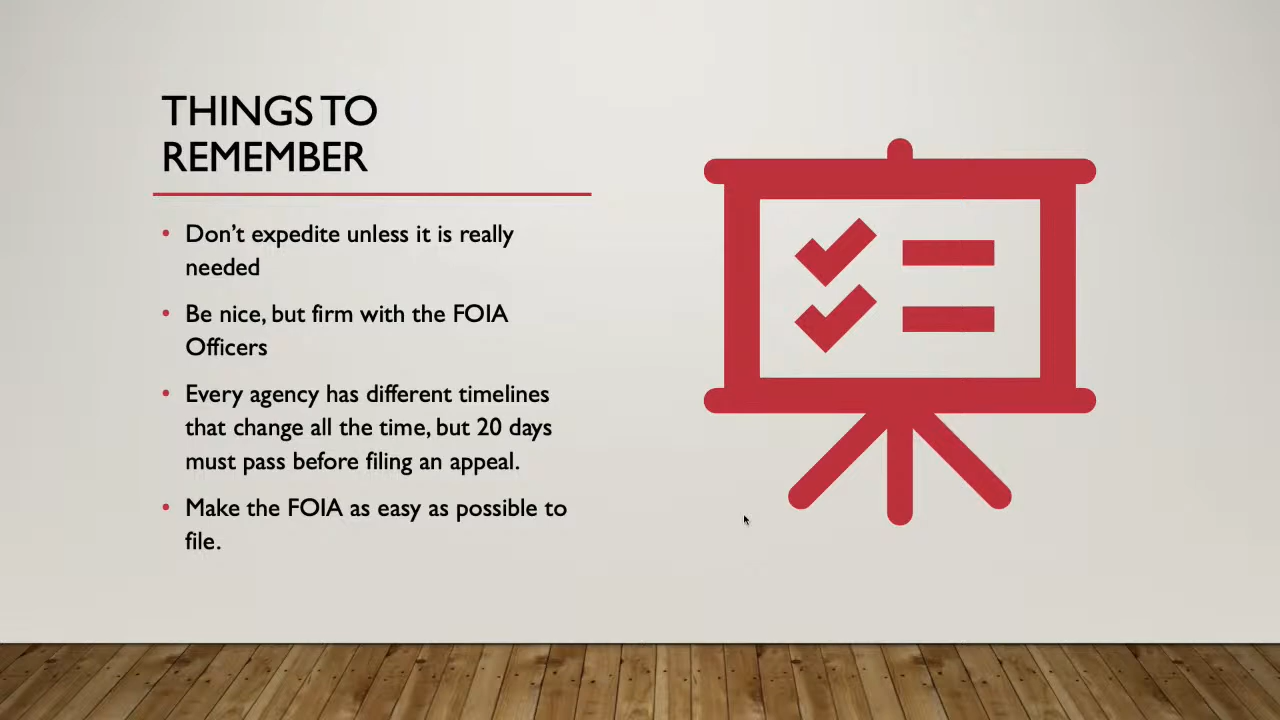 THINGS TO
REMEMBER
• Don’t expedite unless it is really
needed
• Be nice, but firm with the FOIA
Officers
• Every agency has different timelines
that change all the time, but 20 days
must pass before filing an appeal.
• Make the FOIA as easy as possible to
file.